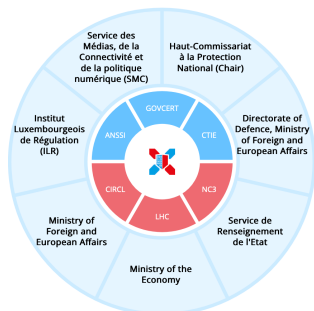 Service des
Médias, de la
Connectivité et
de la politique
numérique (SMC)
Haut-Commissariat
à la Protection
National (Chair)
Institut
Luxembourgeois
de Régulation
(ILR)
GOVCERT
ANSSI
CTIE
CIRCL
NC3
LHC
Directorate of
Defence, Ministry
of Foreign and
European Affairs
Ministry of
Foreign and
European Affairs
Service de
Renseignement
de l'Etat
Ministry of the
Economy